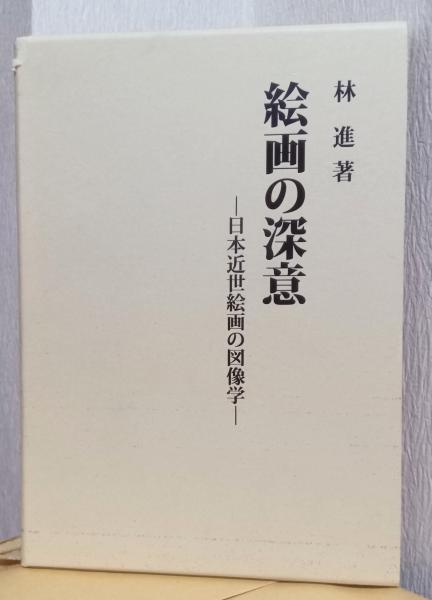 林進著
絵画の深意
―日本近世絵画の図像学―